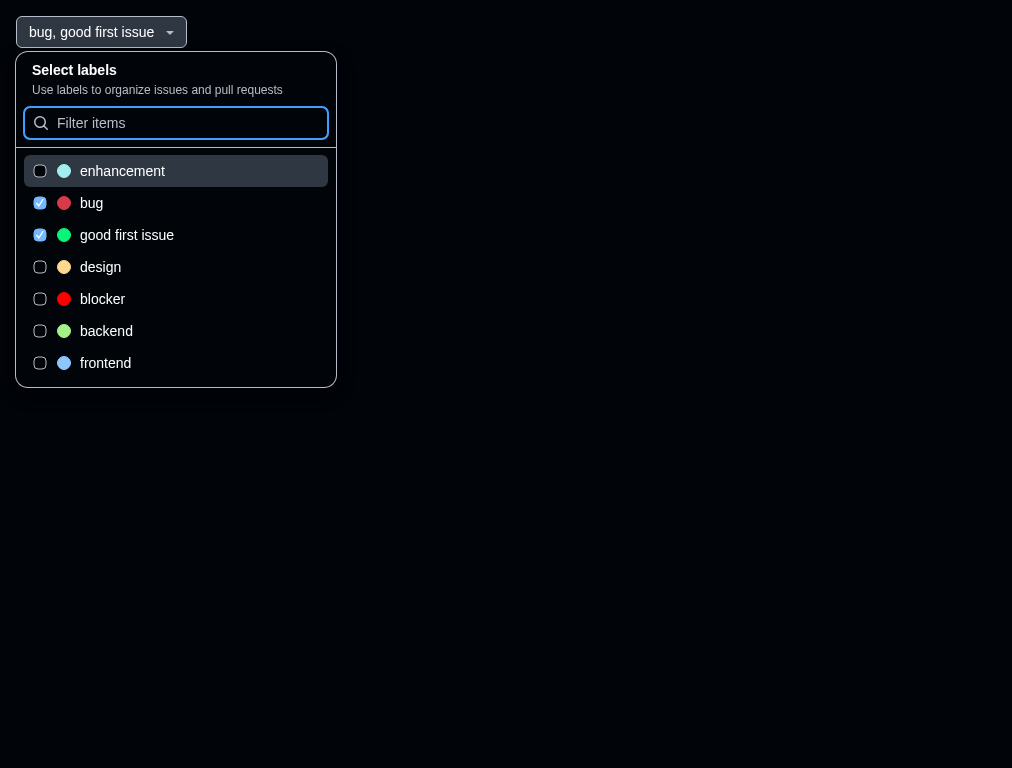 bug, good first issue
Select labels
Use labels to organize issues and pull requests
Filter items
enhancement
bug
good first issue
design
blocker
backend
frontend